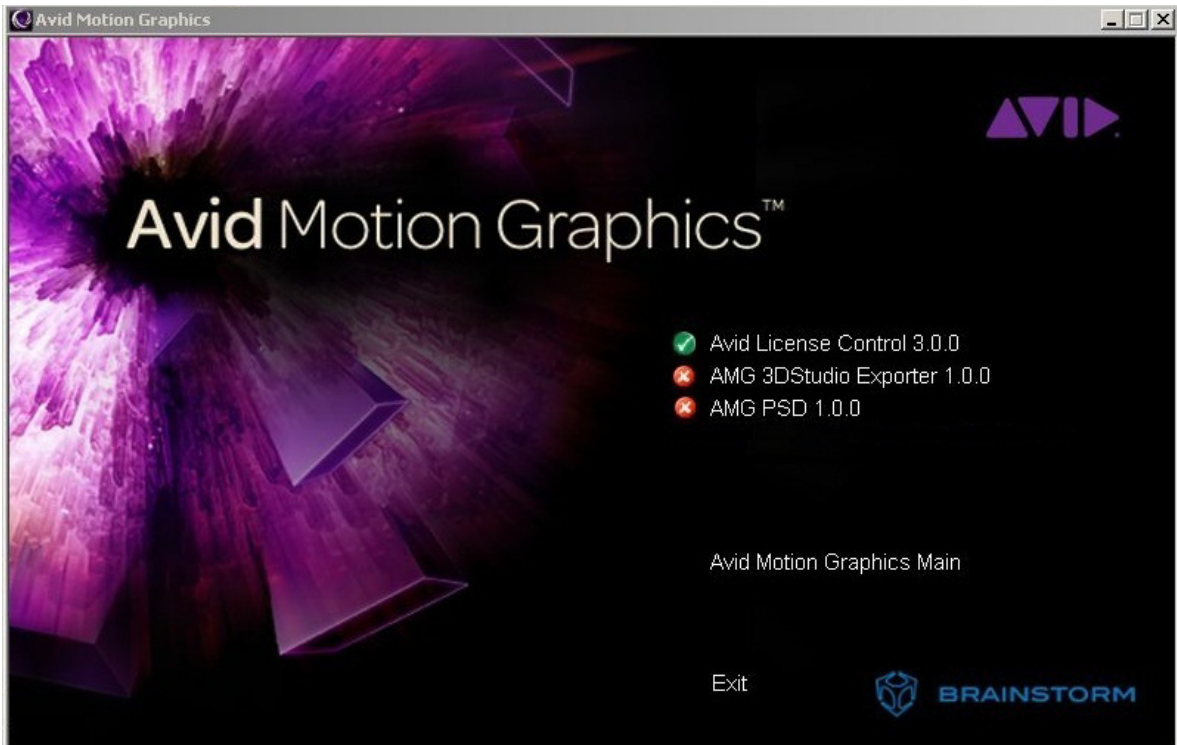 Avid Motion Graphics
AVID
Avid Motion Graphics™
Avid License Control 3.0.0
AMG 3DStudio Exporter 1.0.0
AMG PSD 1.0.0
Avid Motion Graphics Main
Exit
BRAINSTORM